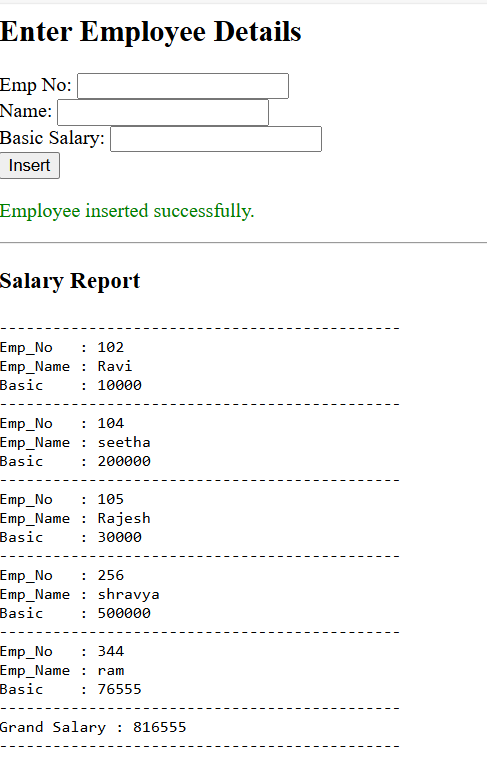 Enter Employee Details
Emp No:
Name:
Basic Salary:
Insert
Employee inserted successfully.
Salary Report
--------------------------------------------
Emp_No   : 102
Emp_Name : Ravi
Basic    : 10000
--------------------------------------------
Emp_No   : 104
Emp_Name : seetha
Basic    : 200000
--------------------------------------------
Emp_No   : 105
Emp_Name : Rajesh
Basic    : 30000
--------------------------------------------
Emp_No   : 256
Emp_Name : shravya
Basic    : 500000
--------------------------------------------
Emp_No   : 344
Emp_Name : ram
Basic    : 76555
--------------------------------------------
Grand Salary : 816555
--------------------------------------------